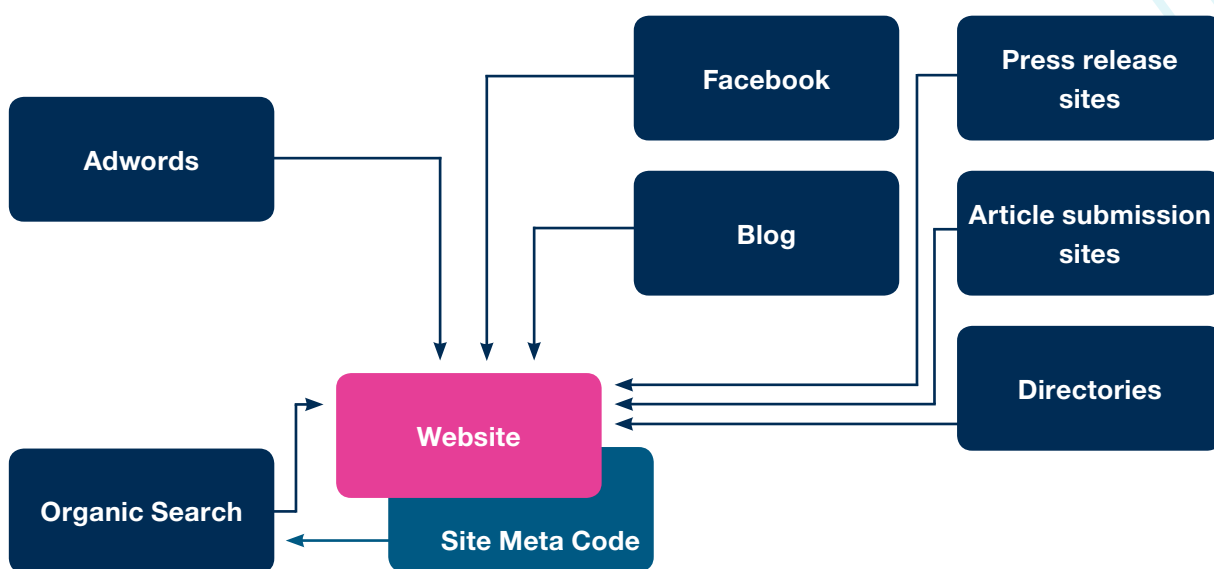 Facebook
Press release
sites
Adwords
Blog
Article submission
sites
Directories
Website
Organic Search
Site Meta Code